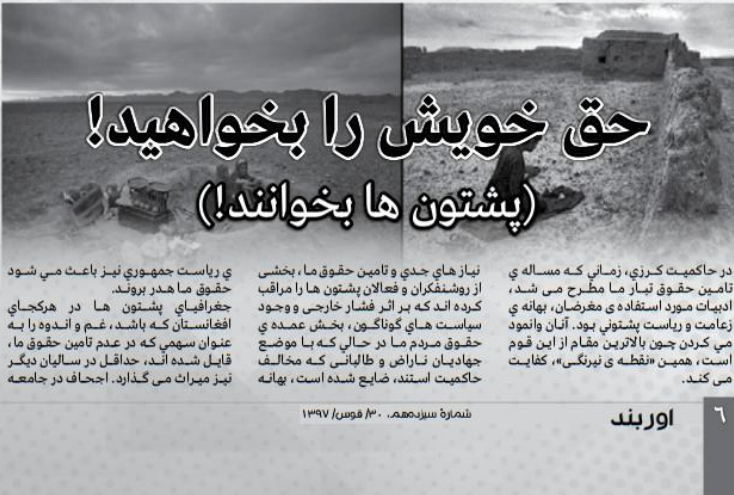 حق خویش را بخواهید!
(پشتون ها بخوانند!)
در حاکمیت کرزی، زمانی که مساله ی
تامین حقوق تبار ما مطرح می شد،
ادبیات مورد استفاده ی مغرضان، بهانه ی
زعامت و ریاست پشتونی بود. آنان وانمود
می کردن چون بالاترین مقام از این قوم
است، همین «نقطه ی نیرنگی»، کفایت
می کند.
نیاز های جدی و تامین حقوق ما، بخشی
از روشنفکران و فعالان پشتون ها را مراقب
کرده اند که بر اثر فشار خارجی و وجود
سیاست های گوناگون، بخش عمده ی
حقوق مردم ما در حالی که با موضع
جهادیان ناراض و طالبانی که مخالف
حاکمیت استند، ضایع شده است، بهانه
ی ریاست جمهوری نیز باعث می شود
حقوق ما هدر بروند.
جغرافیای پشتون ها در هرکجای
افغانستان که باشد، غم و اندوه را به
عنوان سهمی که در عدم تامین حقوق ما،
قایل شده اند، حداقل در سالیان دیگر
نیز میراث می گذارد. اجحاف در جامعه
۶
اوربند
شمارهٔ سیزدهم، ۳۰/ قوس/ ۱۳۹۷